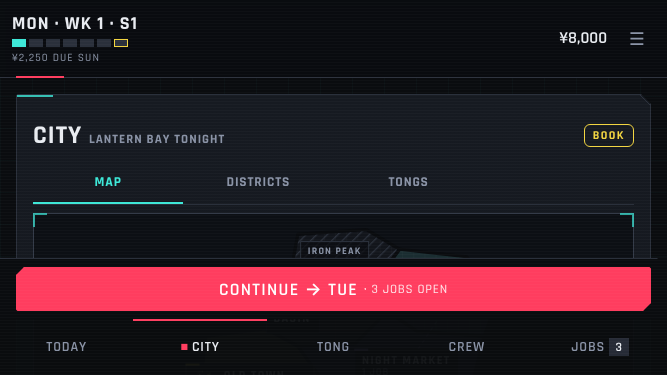 MON · WK 1 · S1
¥2,250 DUE SUN
¥8,000
CITY LANTERN BAY TONIGHT
BOOK
MAP DISTRICTS TONGS
IRON PEAK
CONTINUE → TUE · 3 JOBS OPEN
TODAY CITY TONG CREW JOBS 3
NIGHT MARKET